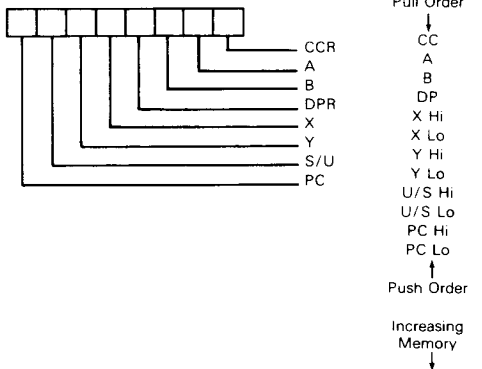 CCR
A
B
DPR
X
Y
S/U
PC
Pull Order
CC
A
B
DP
X Hi
X Lo
Y Hi
Y Lo
U/S Hi
U/S Lo
PC Hi
PC Lo
Push Order
Increasing
Memory